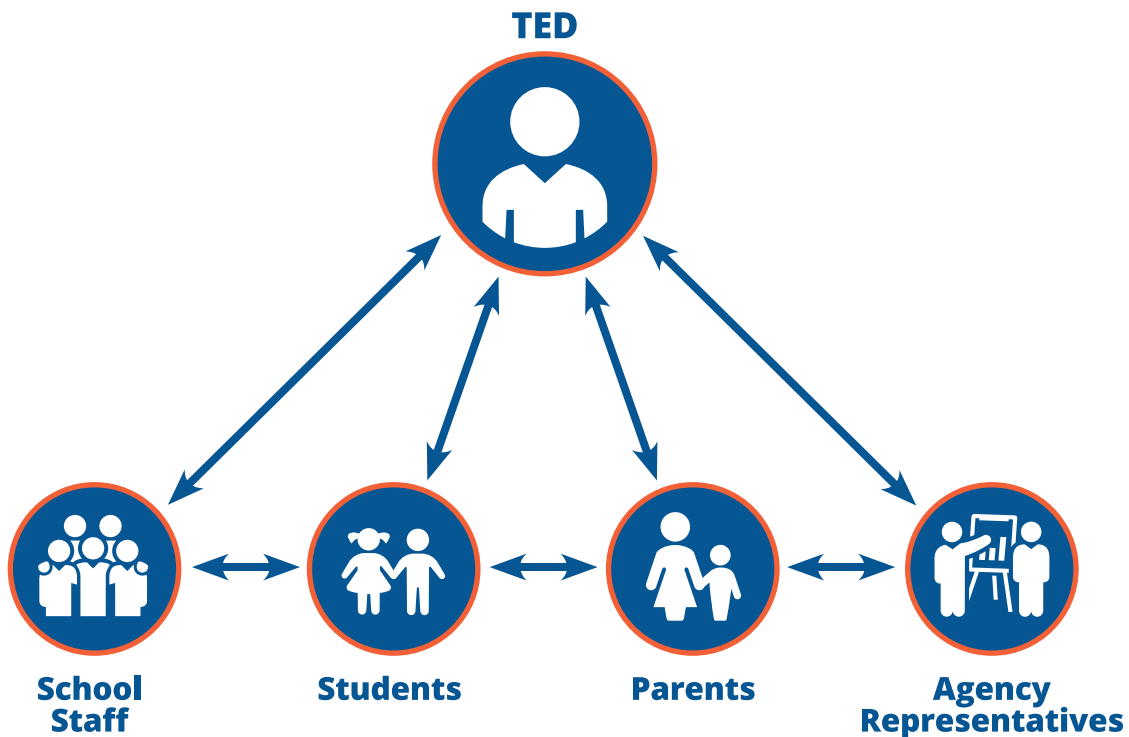 TED
School
Staff
Students
Parents
Agency
Representatives